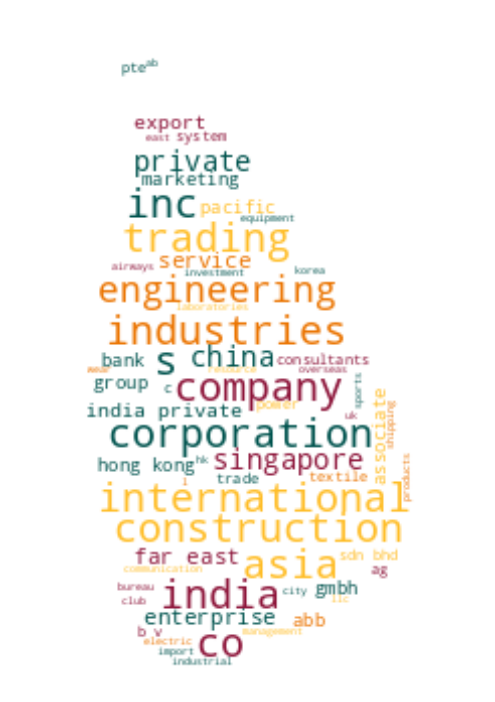 pte ab
export
east system
private
marketing
inc pacific
equipment
trading
service
airways investment korea
engineering
laboratories
industries
bank s china consultants
wear resource overseas
group c company sports
india private power
uk
corporation
associate
shipping
hong kong hk singapore
trade textile
products
i
international
construction
far east asia sdn bhd
communication ag
bureau india city gmbh
club llc
enterprise abb
b v management
electric co
import
industrial